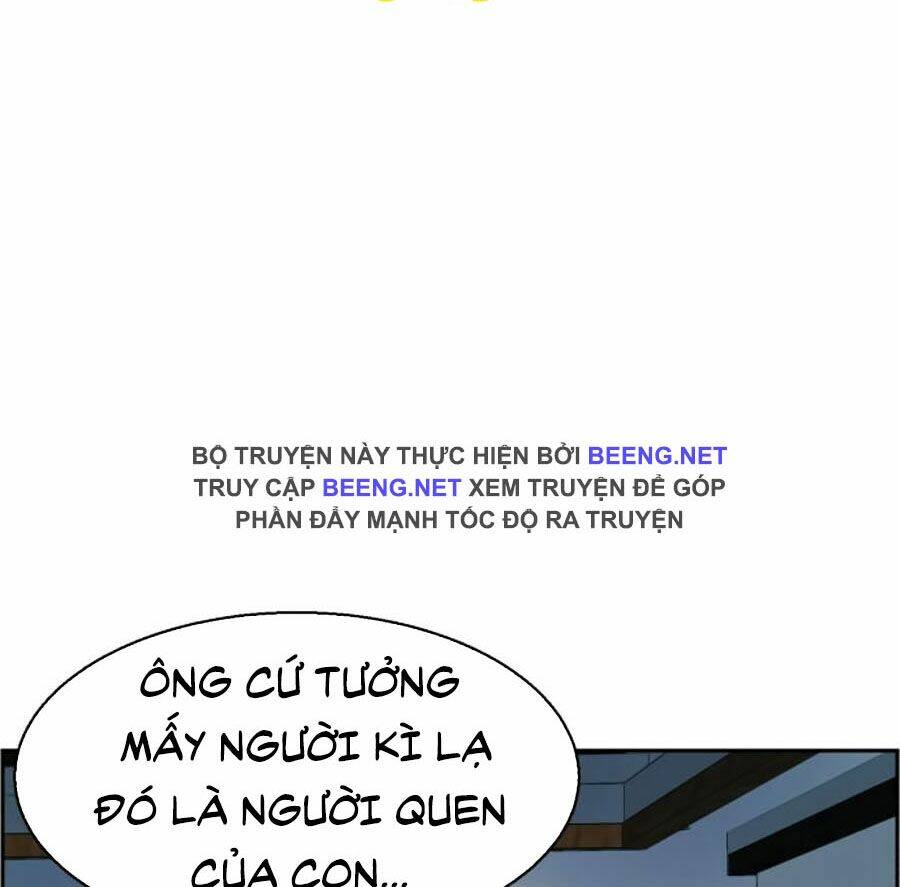 BỘ TRUYỆN NÀY THỰC HIỆN BỞI BEENG.NET
TRUY CẬP BEENG.NET XEM TRUYỆN ĐỂ GÓP
PHẦN ĐẨY MẠNH TỐC ĐỘ RA TRUYỆN
ÔNG CỨ TƯỞNG
MẤY NGƯỜI KÌ LẠ
ĐÓ LÀ NGƯỜI QUEN
CỦA CON...